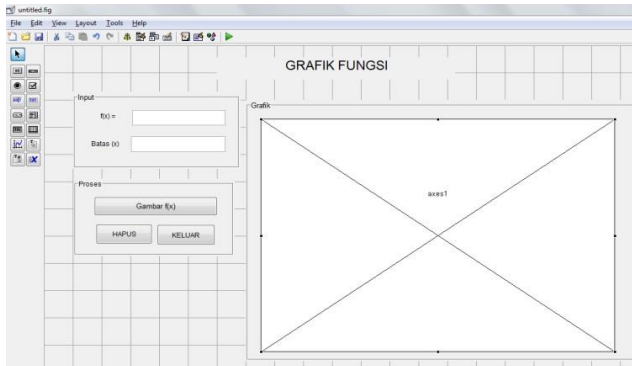 untitled.fig
File Edit View Layout Tools Help
GRAFIK FUNGSI
Input
f(x) =
Batas (x)
Proses
Gambar f(x)
HAPUS KELUAR
Grafik
axes1